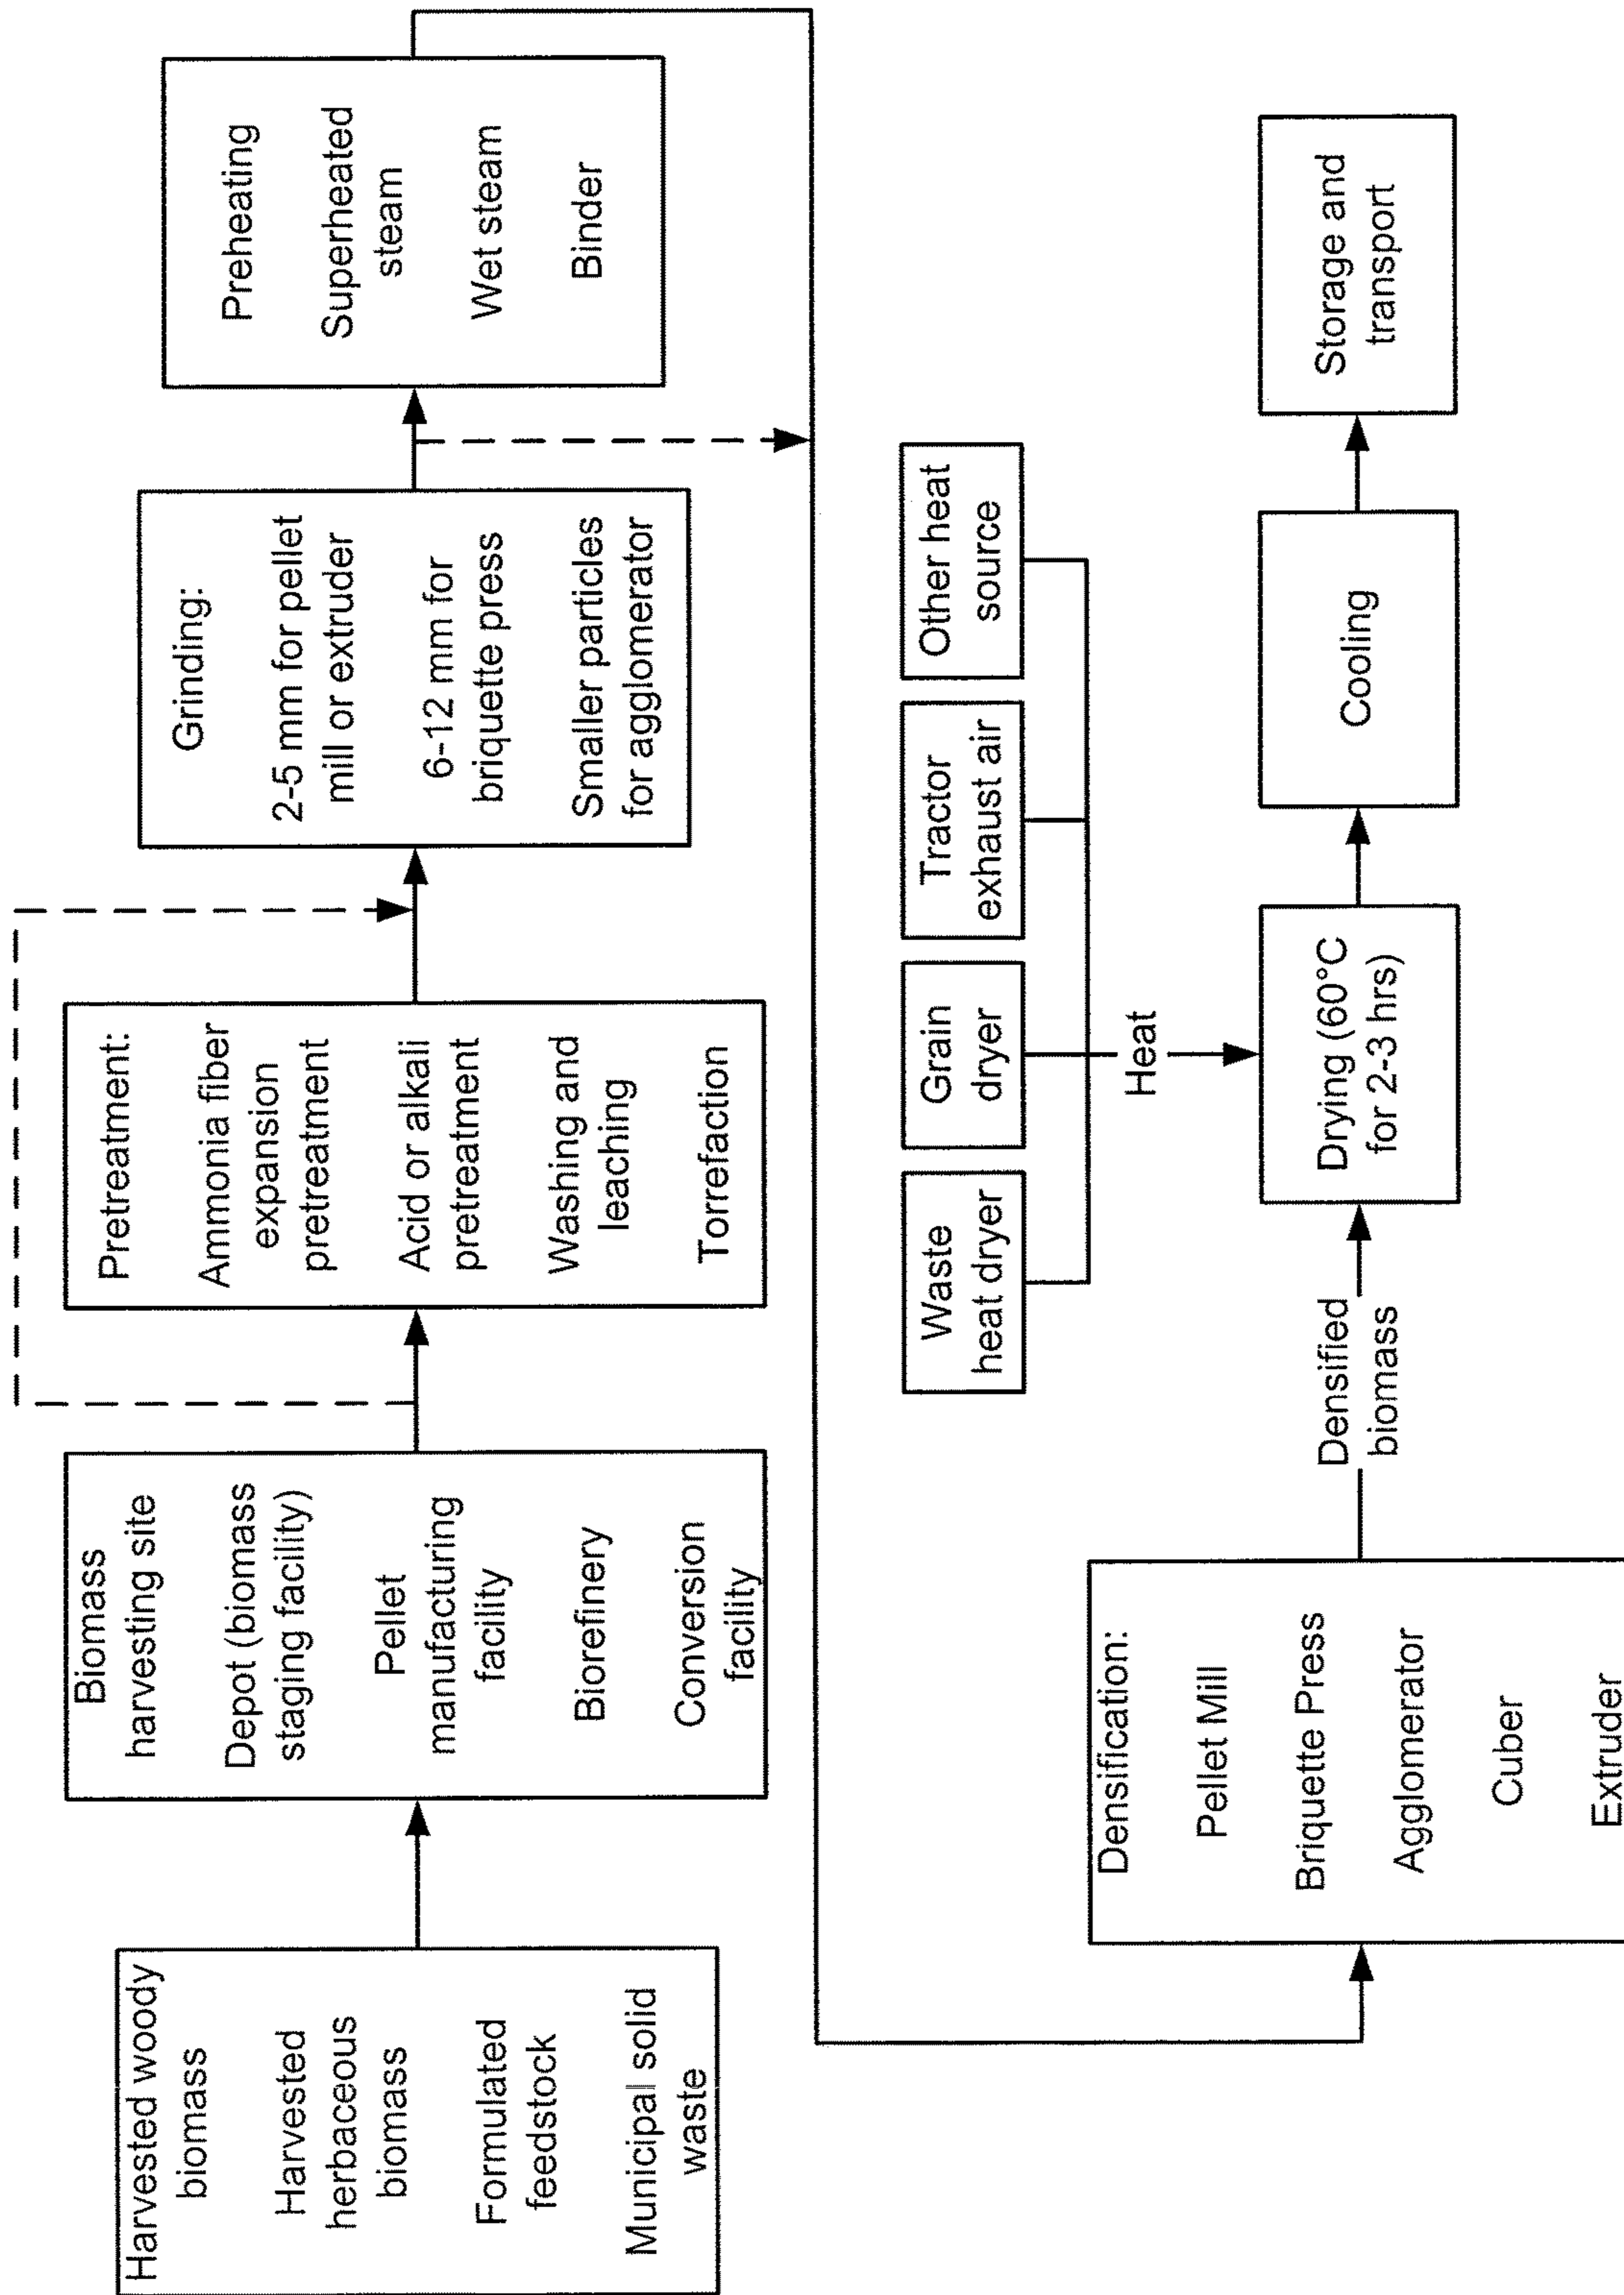 Harvested woody
biomass
Harvested
herbaceous
biomass
Formulated
feedstock
Municipal solid
waste
Biomass
harvesting site
Depot (biomass
staging facility)
Pellet
manufacturing
facility
Biorefinery
Conversion
facility
Pretreatment:
Ammonia fiber
expansion
pretreatment
Acid or alkali
pretreatment
Washing and
leaching
Torrefaction
Grinding:
2-5 mm for pellet
mill or extruder
6-12 mm for
briquette press
Smaller particles
for agglomerator
Preheating
Superheated
steam
Wet steam
Binder
Densification:
Pellet Mill
Briquette Press
Agglomerator
Cuber
Extruder
Densified
biomass
Waste
heat dryer
Grain
dryer
Tractor
exhaust air
Other heat
source
Heat
Drying (60°C
for 2-3 hrs)
Cooling
Storage and
transport